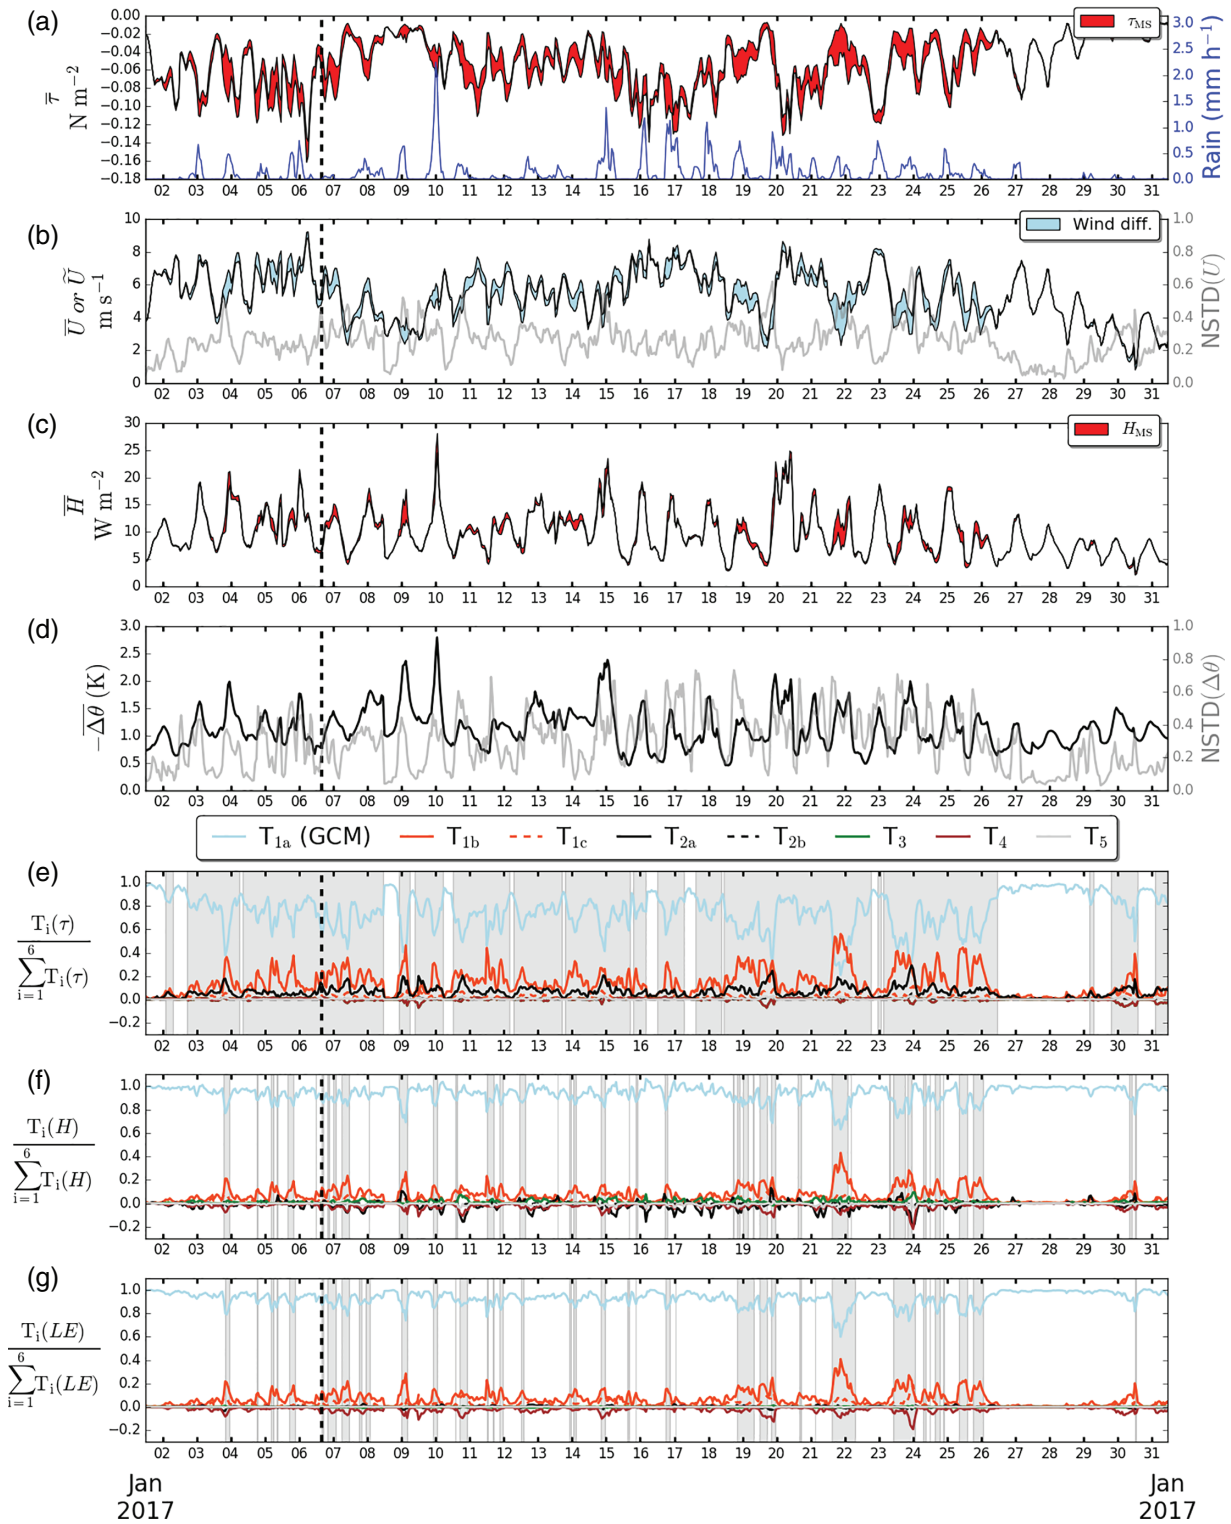 (a)
0.00
−0.02
−0.04
−0.06
−0.08
−0.10
−0.12
−0.14
−0.16
−0.18
τ̅
N m⁻²
τ_MS
3.0
2.5
2.0
1.5
1.0
0.5
0.0
Rain (mm h⁻¹)
02 03 04 05 06 07 08 09 10 11 12 13 14 15 16 17 18 19 20 21 22 23 24 25 26 27 28 29 30 31
(b)
10
8
6
4
2
0
U̅ or Ũ̅
m s⁻¹
Wind diff.
1.0
0.8
0.6
0.4
0.2
0.0
NSTD(U)
02 03 04 05 06 07 08 09 10 11 12 13 14 15 16 17 18 19 20 21 22 23 24 25 26 27 28 29 30 31
(c)
30
25
20
15
10
5
0
H̅
W m⁻²
H_MS
02 03 04 05 06 07 08 09 10 11 12 13 14 15 16 17 18 19 20 21 22 23 24 25 26 27 28 29 30 31
(d)
3.0
2.5
2.0
1.5
1.0
0.5
0.0
−Δθ̅ (K)
1.0
0.8
0.6
0.4
0.2
0.0
NSTD(Δθ)
02 03 04 05 06 07 08 09 10 11 12 13 14 15 16 17 18 19 20 21 22 23 24 25 26 27 28 29 30 31
T1a (GCM) T1b T1c T2a T2b T3 T4 T5
(e)
1.0
0.8
0.6
0.4
0.2
0.0
−0.2
Ti(τ)
6
∑Ti(τ)
i=1
02 03 04 05 06 07 08 09 10 11 12 13 14 15 16 17 18 19 20 21 22 23 24 25 26 27 28 29 30 31
(f)
1.0
0.8
0.6
0.4
0.2
0.0
−0.2
Ti(H)
6
∑Ti(H)
i=1
02 03 04 05 06 07 08 09 10 11 12 13 14 15 16 17 18 19 20 21 22 23 24 25 26 27 28 29 30 31
(g)
1.0
0.8
0.6
0.4
0.2
0.0
−0.2
Ti(LE)
6
∑Ti(LE)
i=1
02 03 04 05 06 07 08 09 10 11 12 13 14 15 16 17 18 19 20 21 22 23 24 25 26 27 28 29 30 31
Jan
2017
Jan
2017